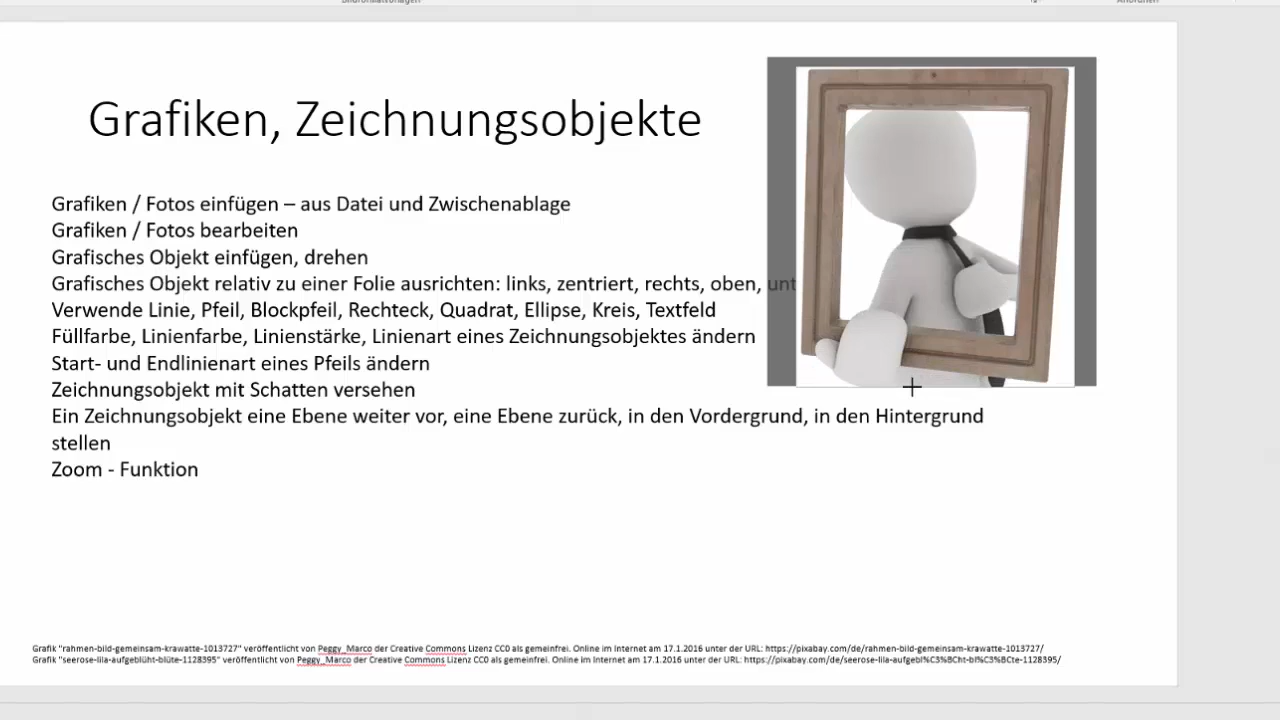 Grafiken, Zeichnungsobjekte
Grafiken / Fotos einfügen – aus Datei und Zwischenablage
Grafiken / Fotos bearbeiten
Grafisches Objekt einfügen, drehen
Grafisches Objekt relativ zu einer Folie ausrichten: links, zentriert, rechts, oben, unt
Verwende Linie, Pfeil, Blockpfeil, Rechteck, Quadrat, Ellipse, Kreis, Textfeld
Füllfarbe, Linienfarbe, Linienstärke, Linienart eines Zeichnungsobjektes ändern
Start- und Endlinienart eines Pfeils ändern
Zeichnungsobjekt mit Schatten versehen
Ein Zeichnungsobjekt eine Ebene weiter vor, eine Ebene zurück, in den Vordergrund, in den Hintergrund
stellen
Zoom - Funktion
Grafik "rahmen-bild-gemeinsam-krawatte-1013727" veröffentlicht von Peggy_Marco der Creative Commons Lizenz CC0 als gemeinfrei. Online im Internet am 17.1.2016 unter der URL: https://pixabay.com/de/rahmen-bild-gemeinsam-krawatte-1013727/
Grafik "seerose-lila-aufgeblüht-blüte-1128395" veröffentlicht von Peggy_Marco der Creative Commons Lizenz CC0 als gemeinfrei. Online im Internet am 17.1.2016 unter der URL: https://pixabay.com/de/seerose-lila-aufgebl%C3%BCht-bl%C3%BCte-1128395/